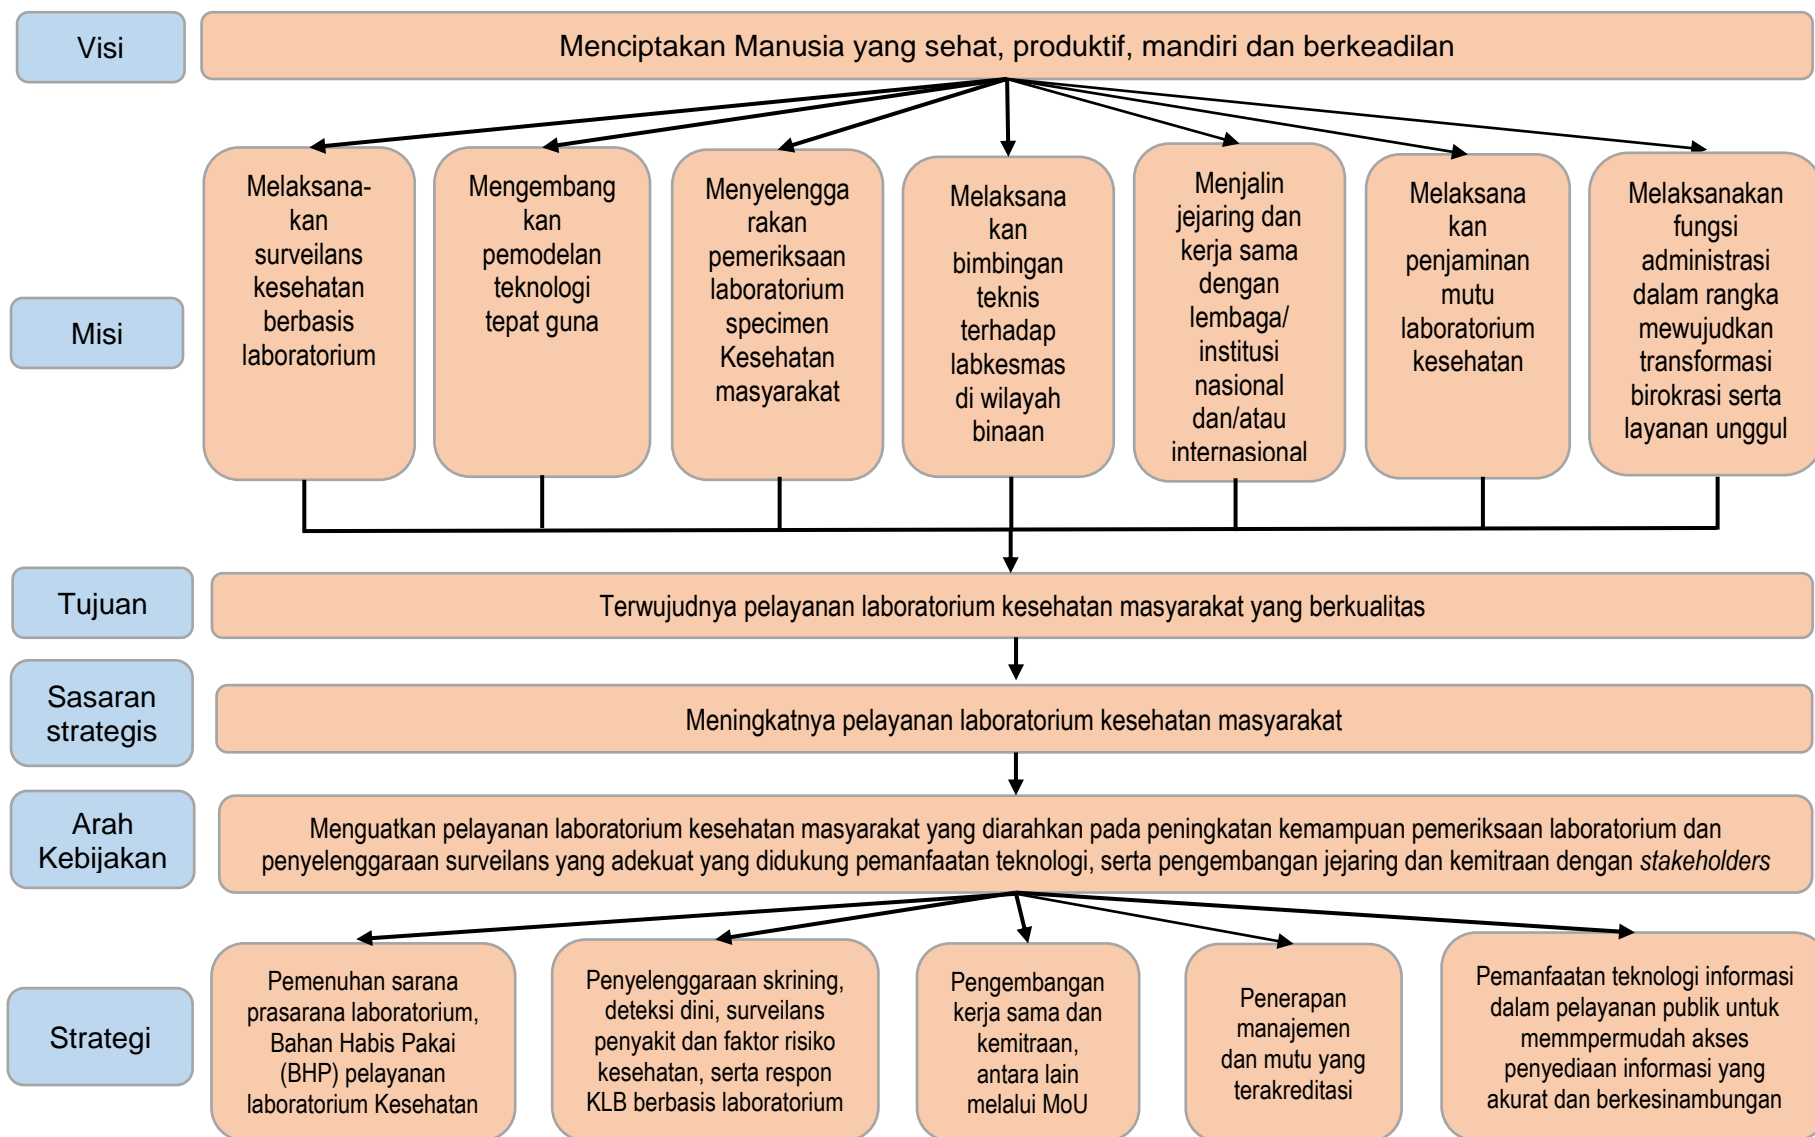 Visi
Menciptakan Manusia yang sehat, produktif, mandiri dan berkeadilan
Misi
Melaksana-
kan
surveilans
kesehatan
berbasis
laboratorium
Mengembang
kan
pemodelan
teknologi
tepat guna
Menyelengga
rakan
pemeriksaan
laboratorium
specimen
Kesehatan
masyarakat
Melaksana
kan
bimbingan
teknis
terhadap
labkesmas
di wilayah
binaan
Menjalin
jejaring dan
kerja sama
dengan
lembaga/
institusi
nasional
dan/atau
internasional
Melaksana
kan
penjaminan
mutu
laboratorium
kesehatan
Melaksanakan
fungsi
administrasi
dalam rangka
mewujudkan
transformasi
birokrasi serta
layanan unggul
Tujuan
Terwujudnya pelayanan laboratorium kesehatan masyarakat yang berkualitas
Sasaran
strategis
Meningkatnya pelayanan laboratorium kesehatan masyarakat
Arah
Kebijakan
Menguatkan pelayanan laboratorium kesehatan masyarakat yang diarahkan pada peningkatan kemampuan pemeriksaan laboratorium dan
penyelenggaraan surveilans yang adekuat yang didukung pemanfaatan teknologi, serta pengembangan jejaring dan kemitraan dengan stakeholders
Strategi
Pemenuhan sarana
prasarana laboratorium,
Bahan Habis Pakai
(BHP) pelayanan
laboratorium Kesehatan
Penyelenggaraan skrining,
deteksi dini, surveilans
penyakit dan faktor risiko
kesehatan, serta respon
KLB berbasis laboratorium
Pengembangan
kerja sama dan
kemitraan,
antara lain
melalui MoU
Penerapan
manajemen
dan mutu yang
terakreditasi
Pemanfaatan teknologi informasi
dalam pelayanan publik untuk
memmpermudah akses
penyediaan informasi yang
akurat dan berkesinambungan